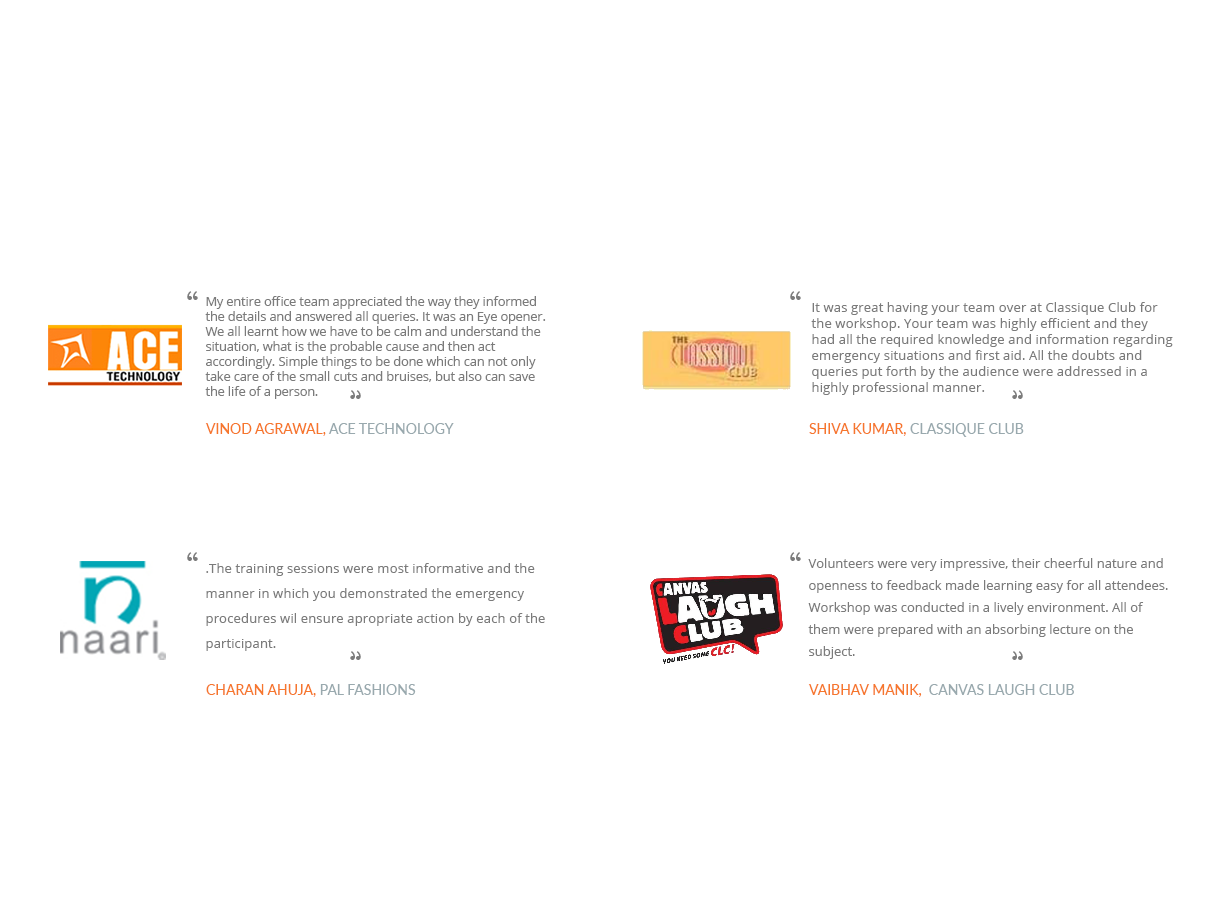 ACE
TECHNOLOGY
“
My entire office team appreciated the way they informed
the details and answered all queries. It was an Eye opener.
We all learnt how we have to be calm and understand the
situation, what is the probable cause and then act
accordingly. Simple things to be done which can not only
take care of the small cuts and bruises, but also can save
the life of a person. ”
VINOD AGRAWAL, ACE TECHNOLOGY
THE
CLASSIQUE
CLUB
“
It was great having your team over at Classique Club for
the workshop. Your team was highly efficient and they
had all the required knowledge and information regarding
emergency situations and first aid. All the doubts and
queries put forth by the audience were addressed in a
highly professional manner. ”
SHIVA KUMAR, CLASSIQUE CLUB
n
naari ®
“
.The training sessions were most informative and the
manner in which you demonstrated the emergency
procedures wil ensure apropriate action by each of the
participant. ”
CHARAN AHUJA, PAL FASHIONS
CANVAS
LAUGH
CLUB
YOU NEED SOME CLC!
“
Volunteers were very impressive, their cheerful nature and
openness to feedback made learning easy for all attendees.
Workshop was conducted in a lively environment. All of
them were prepared with an absorbing lecture on the
subject. ”
VAIBHAV MANIK, CANVAS LAUGH CLUB